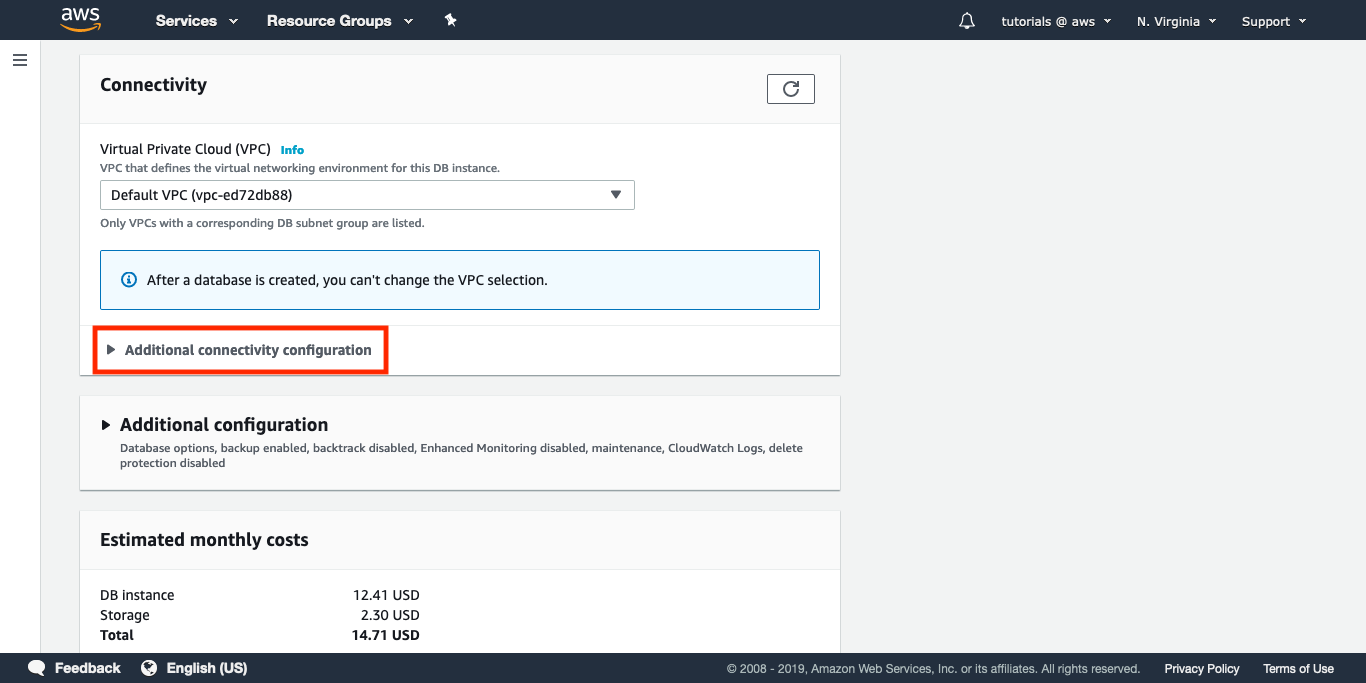 aws Services Resource Groups tutorials @ aws N. Virginia Support
Connectivity
Virtual Private Cloud (VPC) Info
VPC that defines the virtual networking environment for this DB instance.
Default VPC (vpc-ed72db88)
Only VPCs with a corresponding DB subnet group are listed.
After a database is created, you can't change the VPC selection.
Additional connectivity configuration
Additional configuration
Database options, backup enabled, backtrack disabled, Enhanced Monitoring disabled, maintenance, CloudWatch Logs, delete
protection disabled
Estimated monthly costs
DB instance 12.41 USD
Storage 2.30 USD
Total 14.71 USD
Feedback English (US) © 2008 - 2019, Amazon Web Services, Inc. or its affiliates. All rights reserved. Privacy Policy Terms of Use